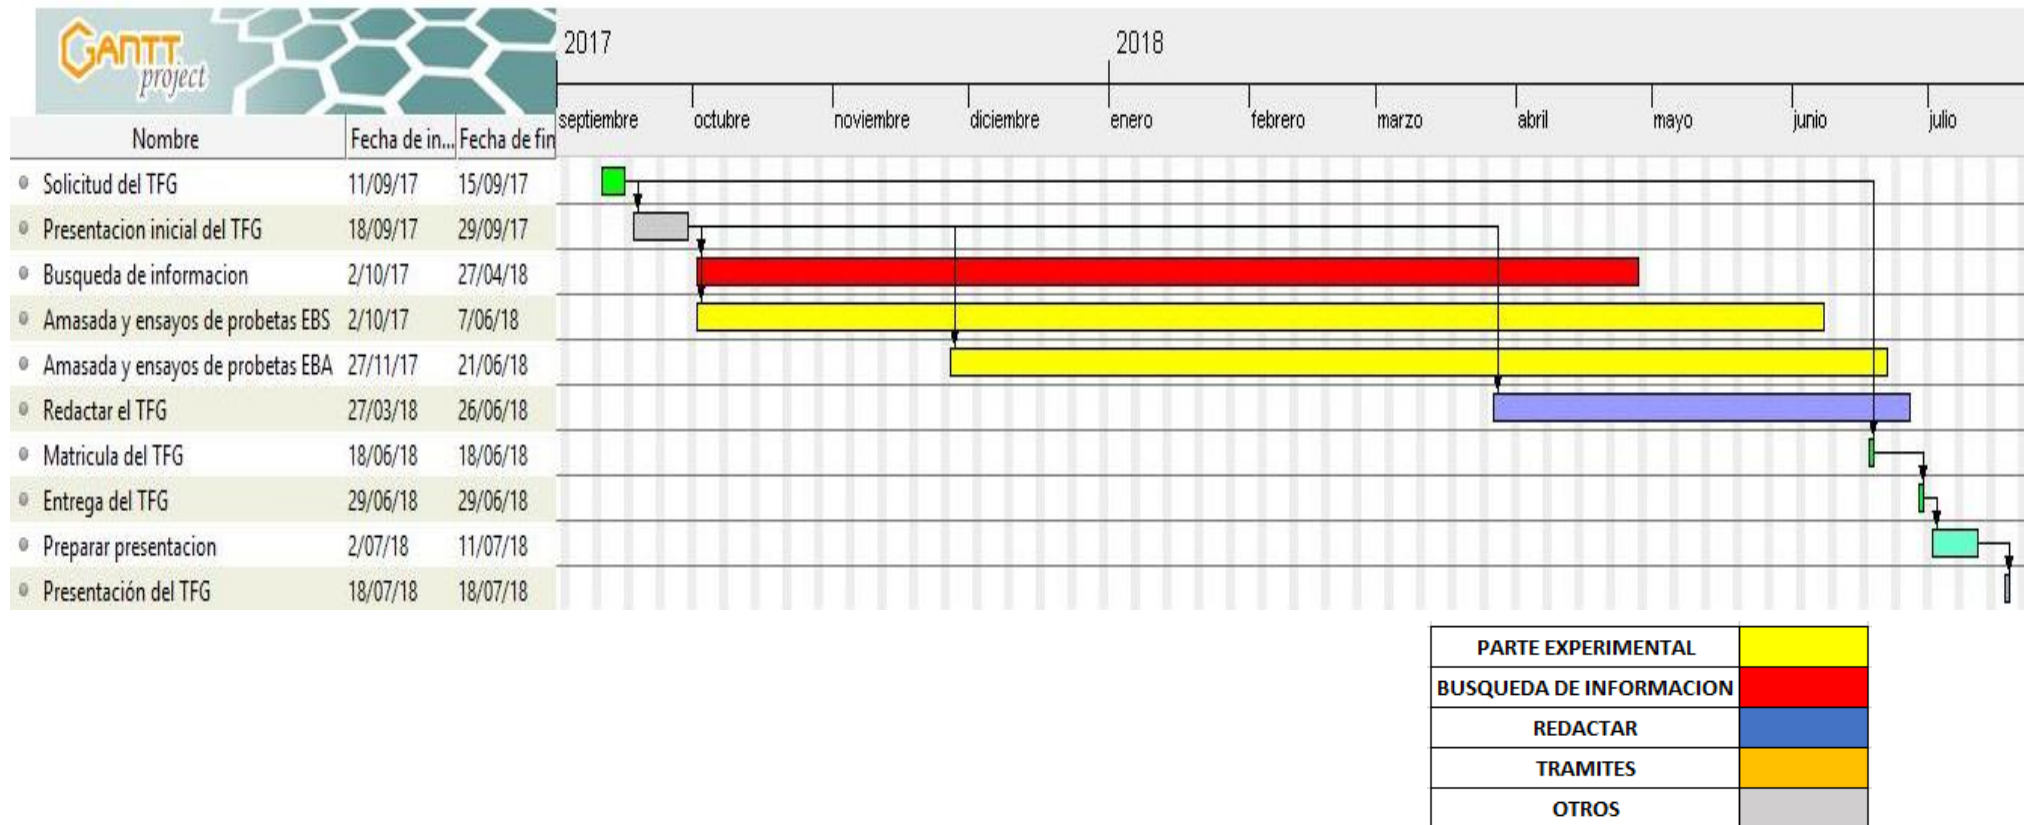 GANTT
project
2017 2018
septiembre octubre noviembre diciembre enero febrero marzo abril mayo junio julio
Nombre Fecha de in... Fecha de fin
Solicitud del TFG 11/09/17 15/09/17
Presentacion inicial del TFG 18/09/17 29/09/17
Busqueda de informacion 2/10/17 27/04/18
Amasada y ensayos de probetas EBS 2/10/17 7/06/18
Amasada y ensayos de probetas EBA 27/11/17 21/06/18
Redactar el TFG 27/03/18 26/06/18
Matricula del TFG 18/06/18 18/06/18
Entrega del TFG 29/06/18 29/06/18
Preparar presentacion 2/07/18 11/07/18
Presentación del TFG 18/07/18 18/07/18
PARTE EXPERIMENTAL
BUSQUEDA DE INFORMACION
REDACTAR
TRAMITES
OTROS